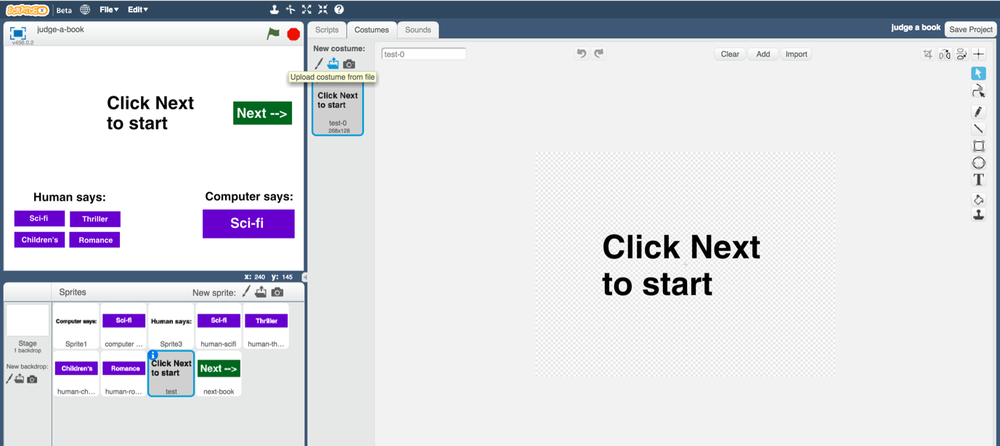 SCRATCHX Beta File▾ Edit▾
judge-a-book
v456.0.2
Click Next
to start
Next -->
Human says:
Computer says:
Sci-fi Thriller
Children's Romance
Sci-fi
x: 240 y: 145
Sprites New sprite:
Stage
1 backdrop
New backdrop:
Computer says:
Sprite1
Sci-fi
computer ...
Human says:
Sprite3
Sci-fi
human-scifi
Thriller
human-th...
Children's
human-ch...
Romance
human-ro...
Click Next
to start
test
Next -->
next-book
Scripts Costumes Sounds
judge a book Save Project
New costume:
Upload costume from file
Click Next
to start
test-0
268x128
test-0
Clear Add Import
Click Next
to start
T